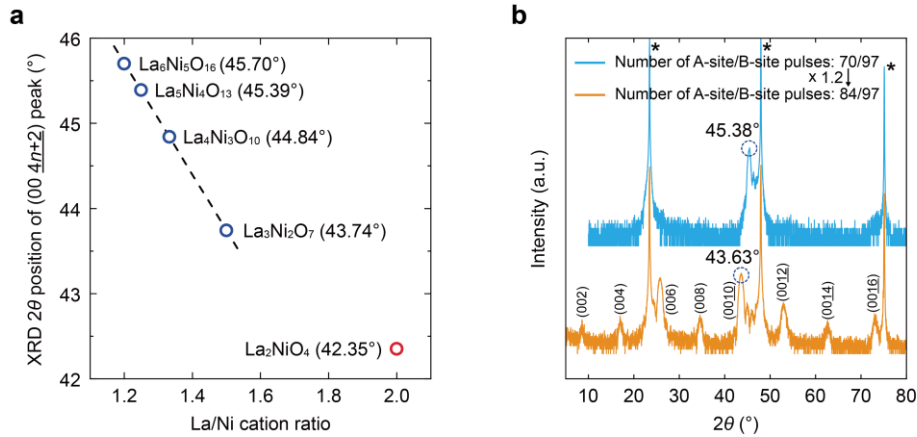 a
XRD 2θ position of (00 4n+2) peak (°)
46
45
44
43
42
La₆Ni₅O₁₆ (45.70°)
La₅Ni₄O₁₃ (45.39°)
La₄Ni₃O₁₀ (44.84°)
La₃Ni₂O₇ (43.74°)
La₂NiO₄ (42.35°)
1.2 1.4 1.6 1.8 2.0
La/Ni cation ratio
b
Intensity (a.u.)
* * *
Number of A-site/B-site pulses: 70/97
x 1.2↓
Number of A-site/B-site pulses: 84/97
45.38°
43.63°
(002) (004) (006) (008) (0010) (0012) (0014) (0016)
10 20 30 40 50 60 70 80
2θ (°)